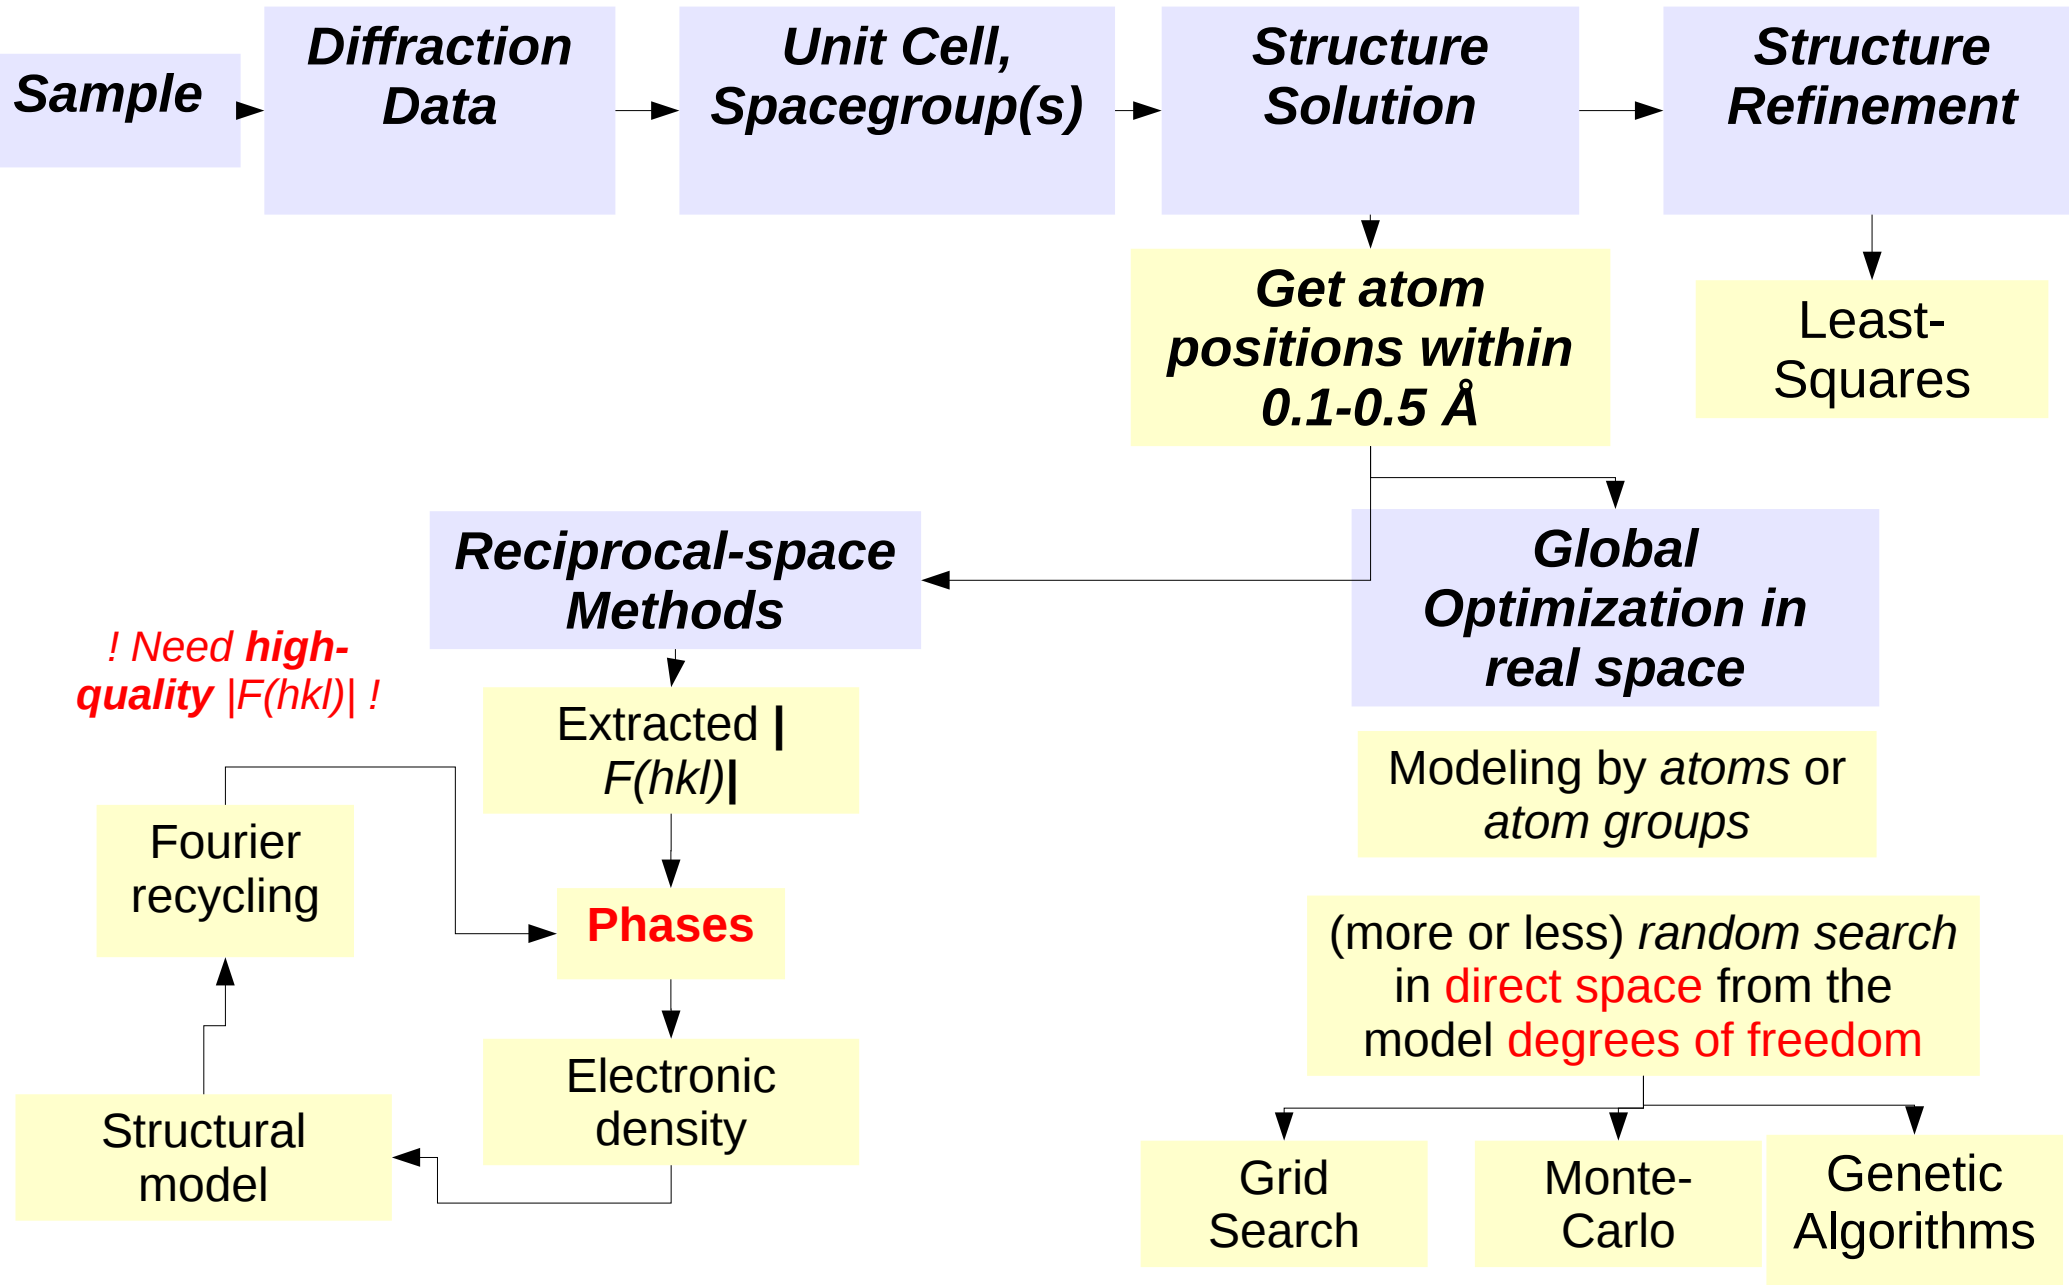 Sample
Diffraction
Data
Unit Cell,
Spacegroup(s)
Structure
Solution
Structure
Refinement
Get atom
positions within
0.1-0.5 Å
Least-
Squares
Reciprocal-space
Methods
Global
Optimization in
real space
! Need high-
quality |F(hkl)| !
Extracted |
F(hkl)|
Modeling by atoms or
atom groups
Fourier
recycling
Phases
(more or less) random search
in direct space from the
model degrees of freedom
Electronic
density
Structural
model
Grid
Search
Monte-
Carlo
Genetic
Algorithms